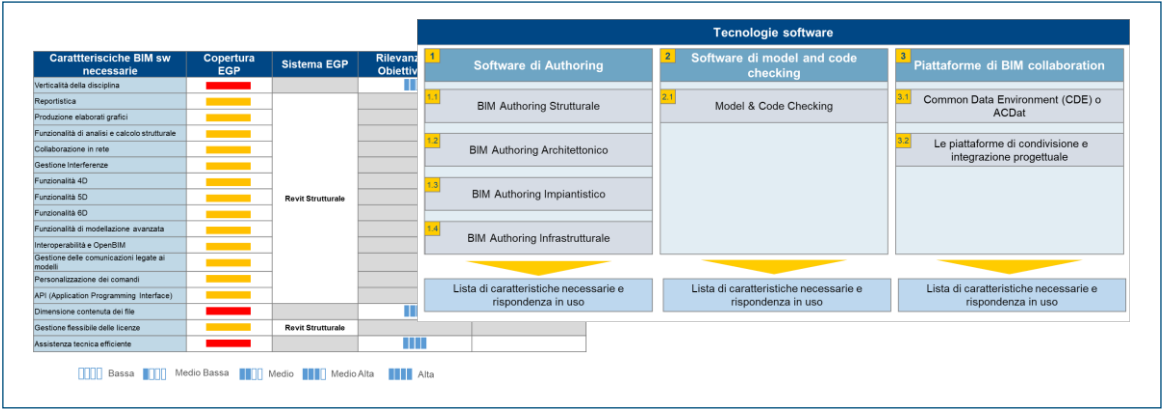 Carattterisciche BIM sw
necessarie
Copertura
EGP
Sistema EGP
Rilevanz
Obiettiv
Verticalità della disciplina
Reportistica
Produzione elaborati grafici
Funzionalità di analisi e calcolo strutturale
Collaborazione in rete
Gestione Interferenze
Funzionalità 4D
Funzionalità 5D
Revit Strutturale
Funzionalità 6D
Funzionalità di modellazione avanzata
Interoperabilità e OpenBIM
Gestione delle comunicazioni legate ai
modelli
Personalizzazione dei comandi
API (Application Programming Interface)
Dimensione contenuta dei file
Gestione flessibile delle licenze
Revit Strutturale
Assistenza tecnica efficiente
Bassa
Medio Bassa
Medio
Medio Alta
Alta
Tecnologie software
1
Software di Authoring
1.1
BIM Authoring Strutturale
1.2
BIM Authoring Architettonico
1.3
BIM Authoring Impiantistico
1.4
BIM Authoring Infrastrutturale
Lista di caratteristiche necessarie e
rispondenza in uso
2
Software di model and code
checking
2.1
Model & Code Checking
Lista di caratteristiche necessarie e
rispondenza in uso
3
Piattaforme di BIM collaboration
3.1
Common Data Environment (CDE) o
ACDat
3.2
Le piattaforme di condivisione e
integrazione progettuale
Lista di caratteristiche necessarie e
rispondenza in uso